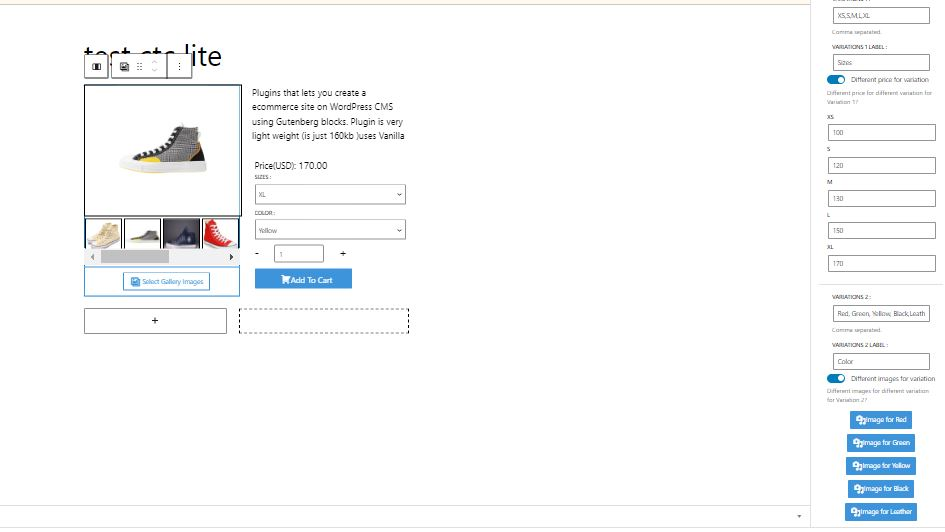 test ctc lite
Plugins that lets you create a
ecommerce site on WordPress CMS
using Gutenberg blocks. Plugin is very
light weight (is just 160kb )uses Vanilla
Price(USD): 170.00
SIZES :
XL
COLOR :
Yellow
- 1 +
Add To Cart
Select Gallery Images
+
XS,S,M,L,XL
Comma separated.
VARIATIONS 1 LABEL :
Sizes
Different price for variation
Different price for different variation for
Variation 1?
XS
100
S
120
M
130
L
150
XL
170
VARIATIONS 2 :
Red, Green, Yellow, Black,Leath
Comma separated.
VARIATIONS 2 LABEL :
Color
Different images for variation
Different images for different variation
for Variation 2?
Image for Red
Image for Green
Image for Yellow
Image for Black
Image for Leather